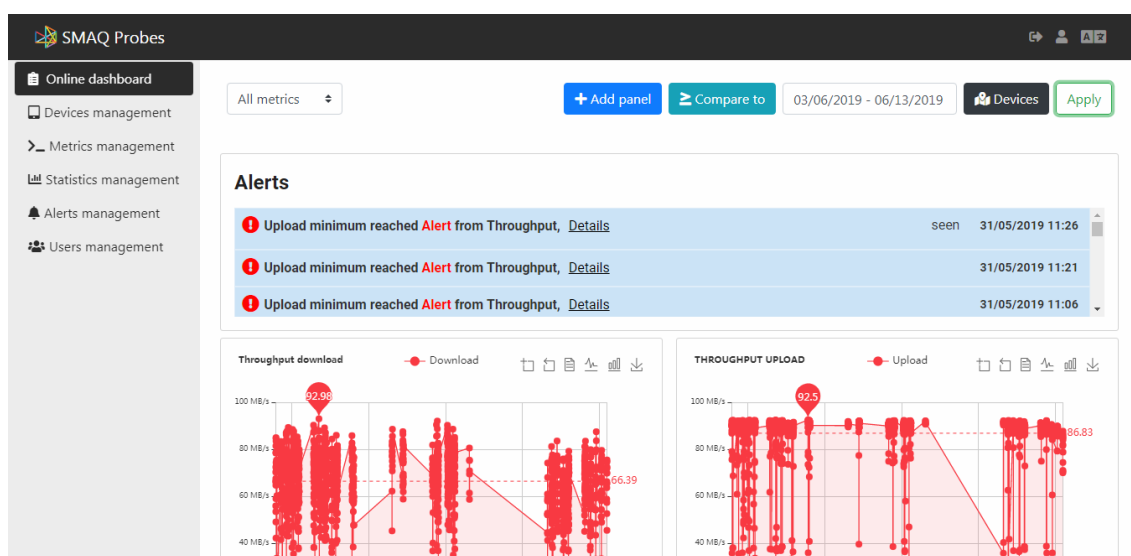 SMAQ Probes
A
Online dashboard
Devices management
Metrics management
Statistics management
Alerts management
Users management
All metrics
+ Add panel
Compare to
03/06/2019 - 06/13/2019
Devices
Apply
Alerts
Upload minimum reached Alert from Throughput, Details seen 31/05/2019 11:26
Upload minimum reached Alert from Throughput, Details 31/05/2019 11:21
Upload minimum reached Alert from Throughput, Details 31/05/2019 11:06
Throughput download
Download
100 MB/s
92.98
80 MB/s
66.39
60 MB/s
40 MB/s
THROUGHPUT UPLOAD
Upload
100 MB/s
92.5
86.83
80 MB/s
60 MB/s
40 MB/s